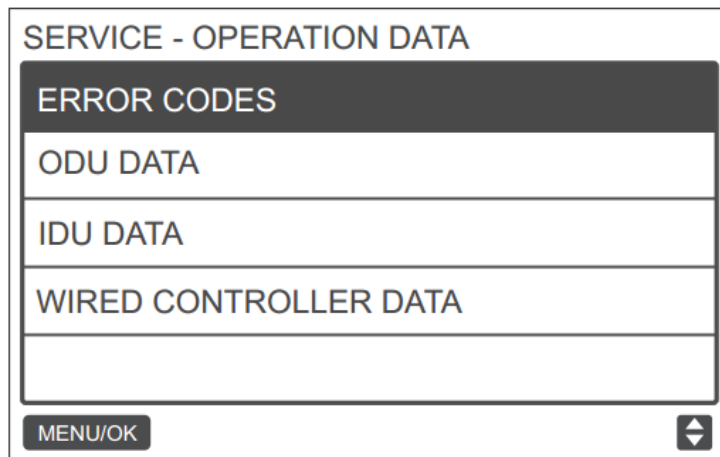 SERVICE - OPERATION DATA
ERROR CODES
ODU DATA
IDU DATA
WIRED CONTROLLER DATA
MENU/OK